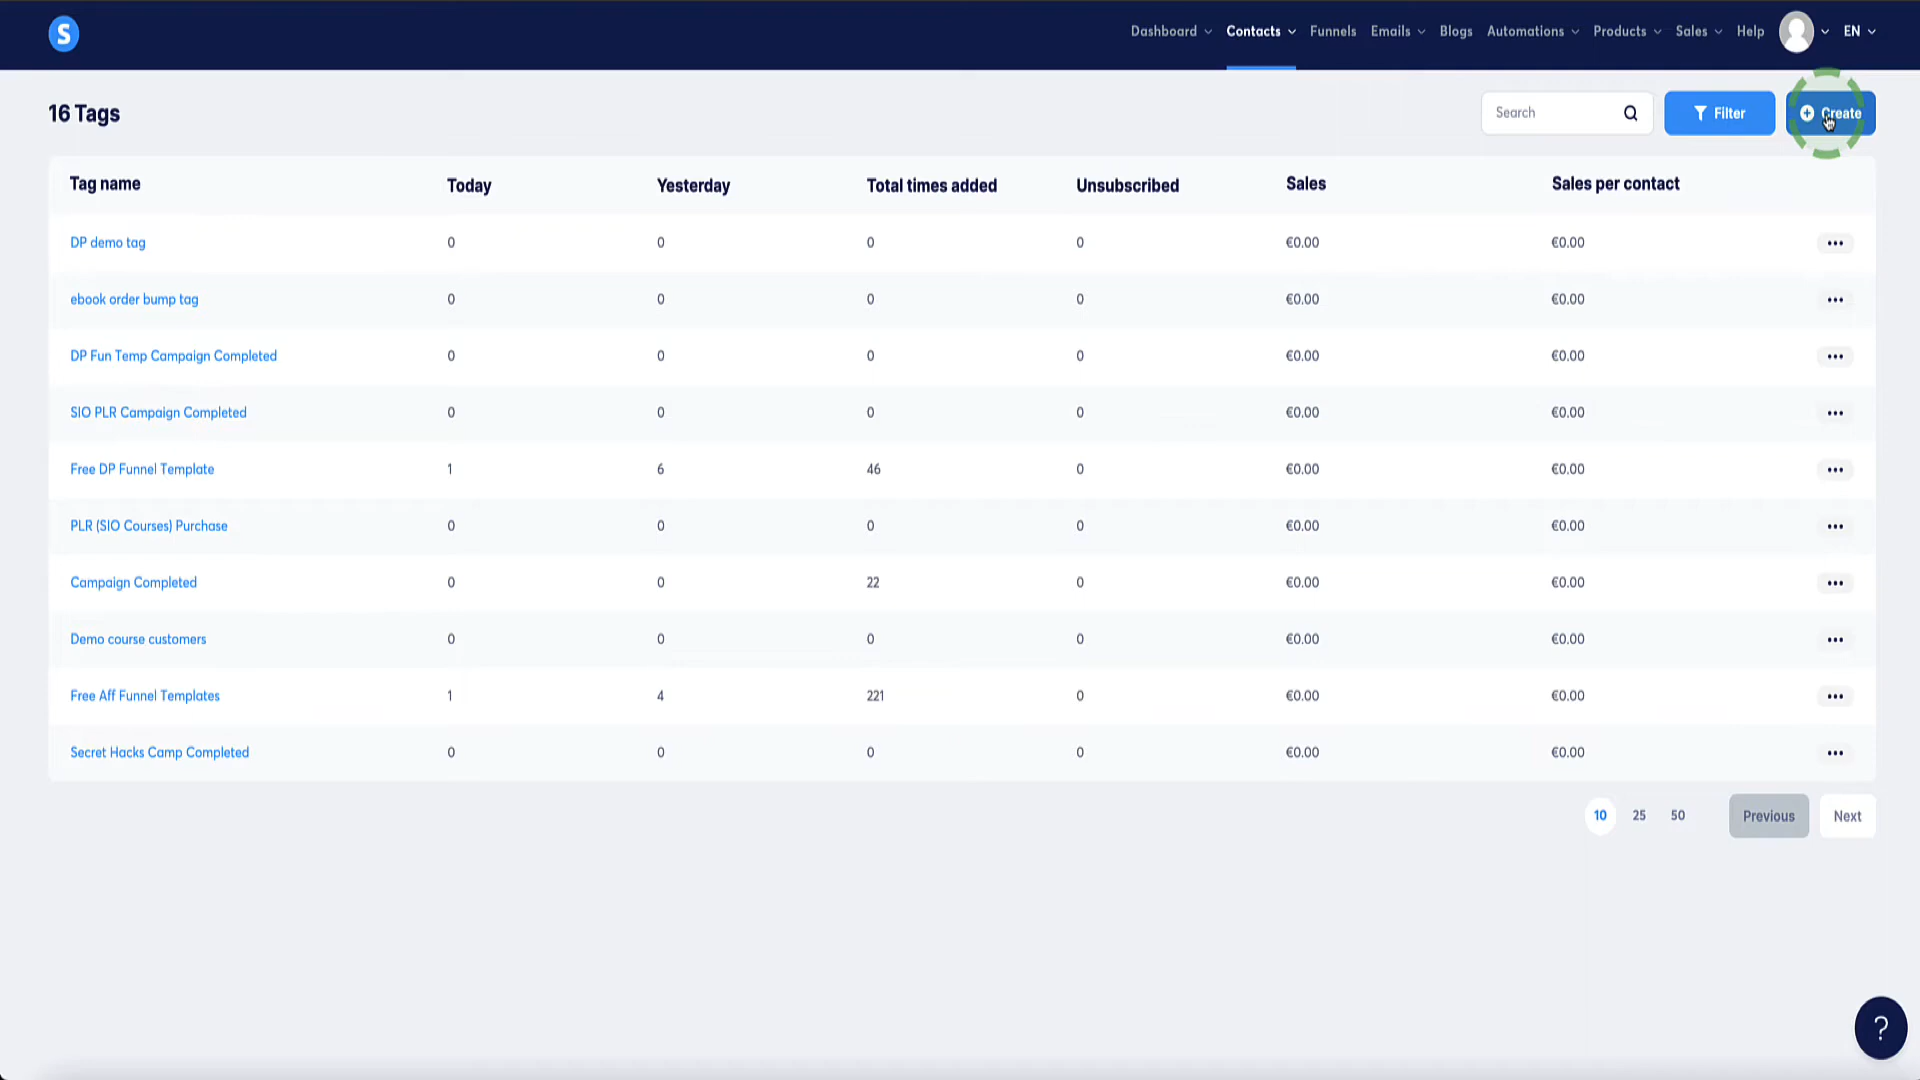 S Dashboard Contacts Funnels Emails Blogs Automations Products Sales Help EN
16 Tags Search Filter Create
Tag name Today Yesterday Total times added Unsubscribed Sales Sales per contact
DP demo tag 0 0 0 0 €0.00 €0.00
ebook order bump tag 0 0 0 0 €0.00 €0.00
DP Fun Temp Campaign Completed 0 0 0 0 €0.00 €0.00
SIO PLR Campaign Completed 0 0 0 0 €0.00 €0.00
Free DP Funnel Template 1 6 46 0 €0.00 €0.00
PLR (SIO Courses) Purchase 0 0 0 0 €0.00 €0.00
Campaign Completed 0 0 22 0 €0.00 €0.00
Demo course customers 0 0 0 0 €0.00 €0.00
Free Aff Funnel Templates 1 4 221 0 €0.00 €0.00
Secret Hacks Camp Completed 0 0 0 0 €0.00 €0.00
10 25 50 Previous Next
?